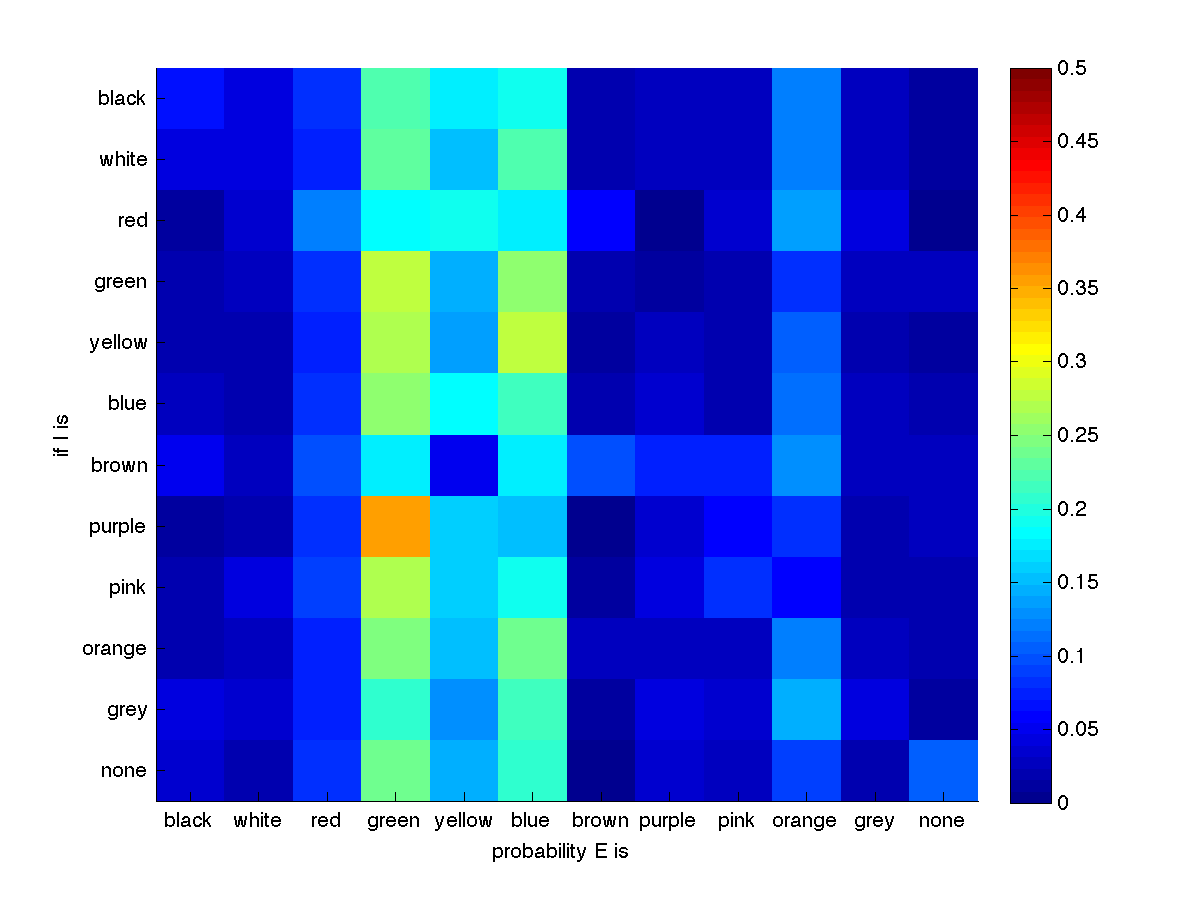 black
white
red
green
yellow
blue
brown
purple
pink
orange
grey
none
if I is
black white red green yellow blue brown purple pink orange grey none
probability E is
0.5
0.45
0.4
0.35
0.3
0.25
0.2
0.15
0.1
0.05
0